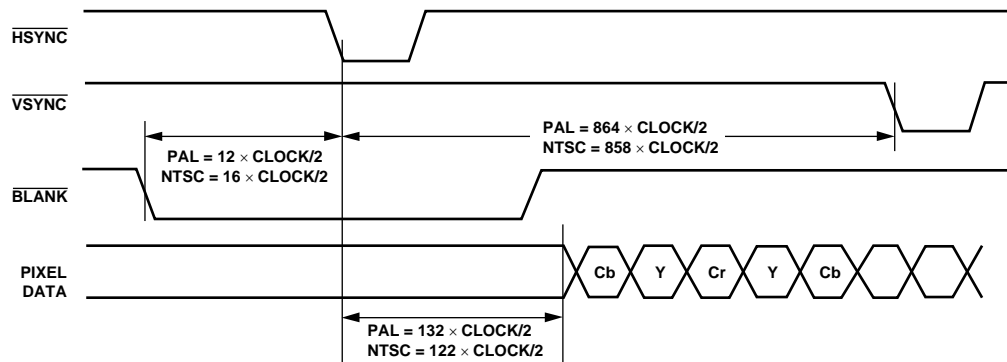 HSYNC
VSYNC
PAL = 864 × CLOCK/2
NTSC = 858 × CLOCK/2
PAL = 12 × CLOCK/2
NTSC = 16 × CLOCK/2
BLANK
PIXEL
DATA
Cb Y Cr Y Cb
PAL = 132 × CLOCK/2
NTSC = 122 × CLOCK/2